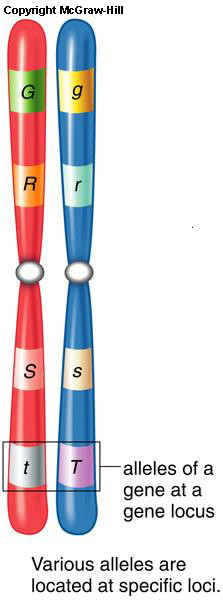 Copyright McGraw-Hill
G g
R r
S s
t T
alleles of a
gene at a
gene locus
Various alleles are
located at specific loci.